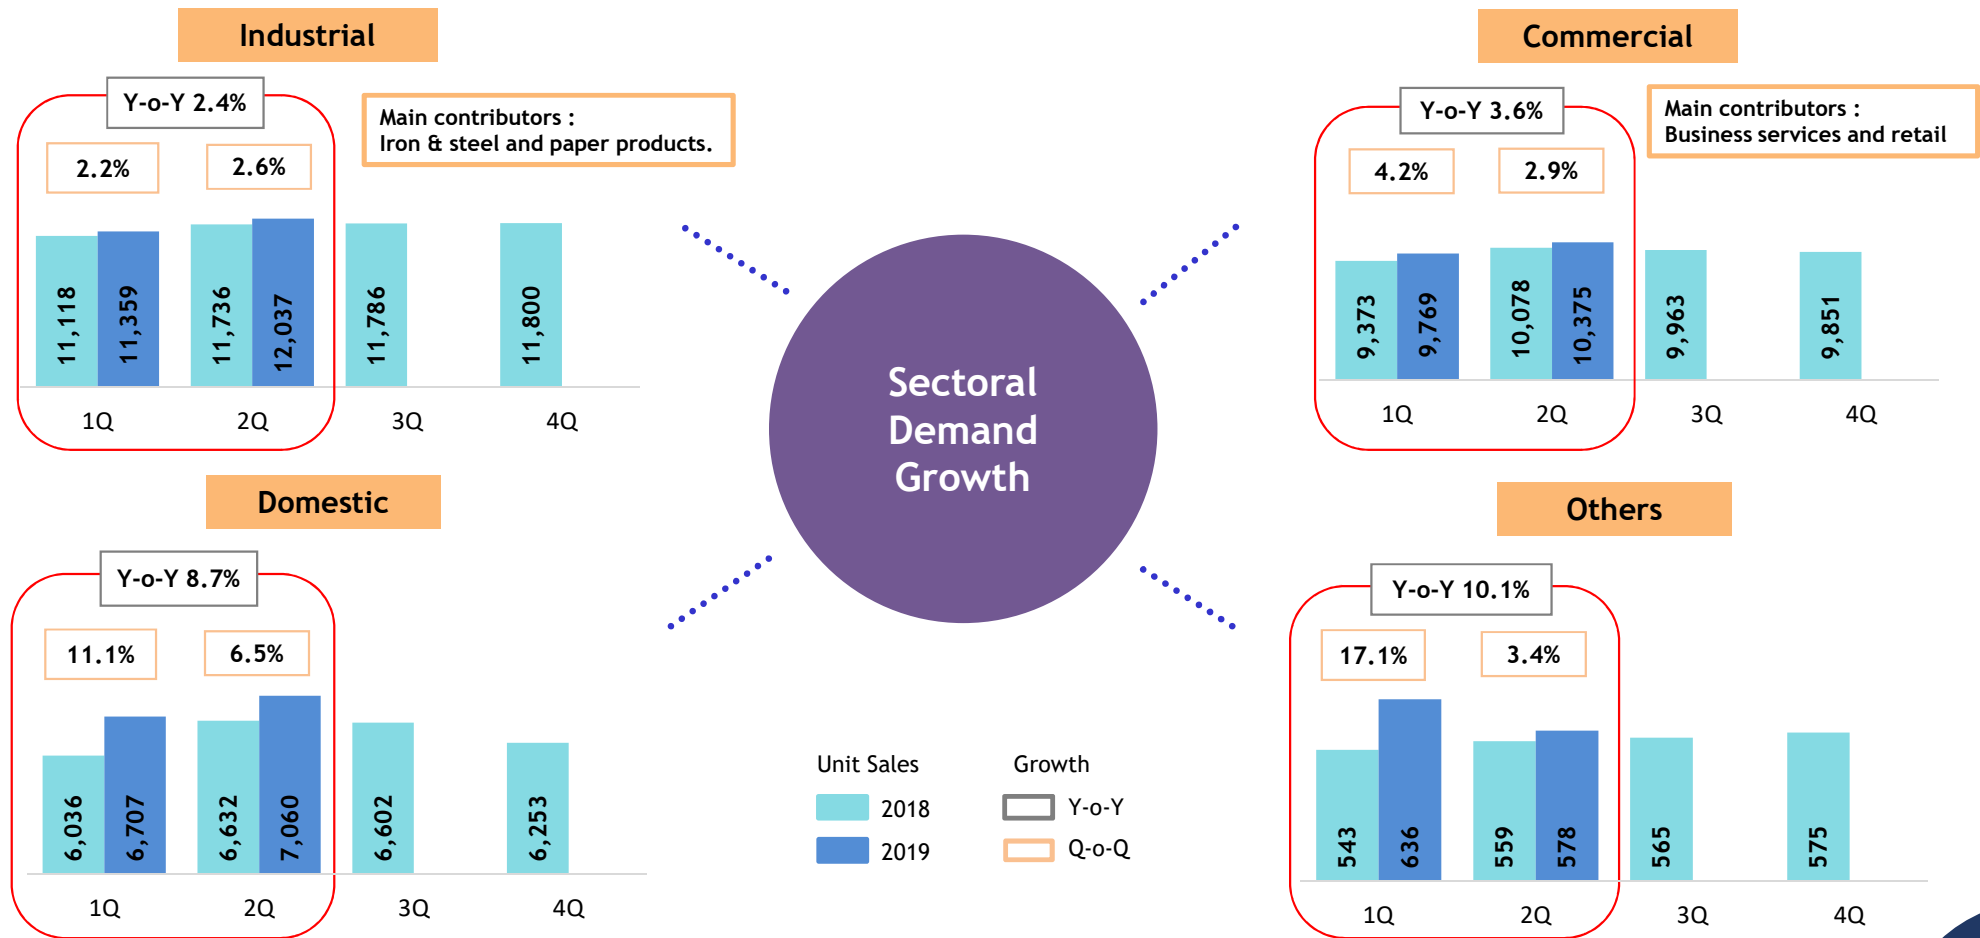 Industrial
Y-o-Y 2.4%
Main contributors :
Iron & steel and paper products.
2.2%
2.6%
11,118
11,359
11,736
12,037
11,786
11,800
1Q
2Q
3Q
4Q
Commercial
Y-o-Y 3.6%
Main contributors :
Business services and retail
4.2%
2.9%
9,373
9,769
10,078
10,375
9,963
9,851
1Q
2Q
3Q
4Q
Sectoral
Demand
Growth
Domestic
Y-o-Y 8.7%
11.1%
6.5%
6,036
6,707
6,632
7,060
6,602
6,253
1Q
2Q
3Q
4Q
Unit Sales
Growth
2018
Y-o-Y
2019
Q-o-Q
Others
Y-o-Y 10.1%
17.1%
3.4%
543
636
559
578
565
575
1Q
2Q
3Q
4Q